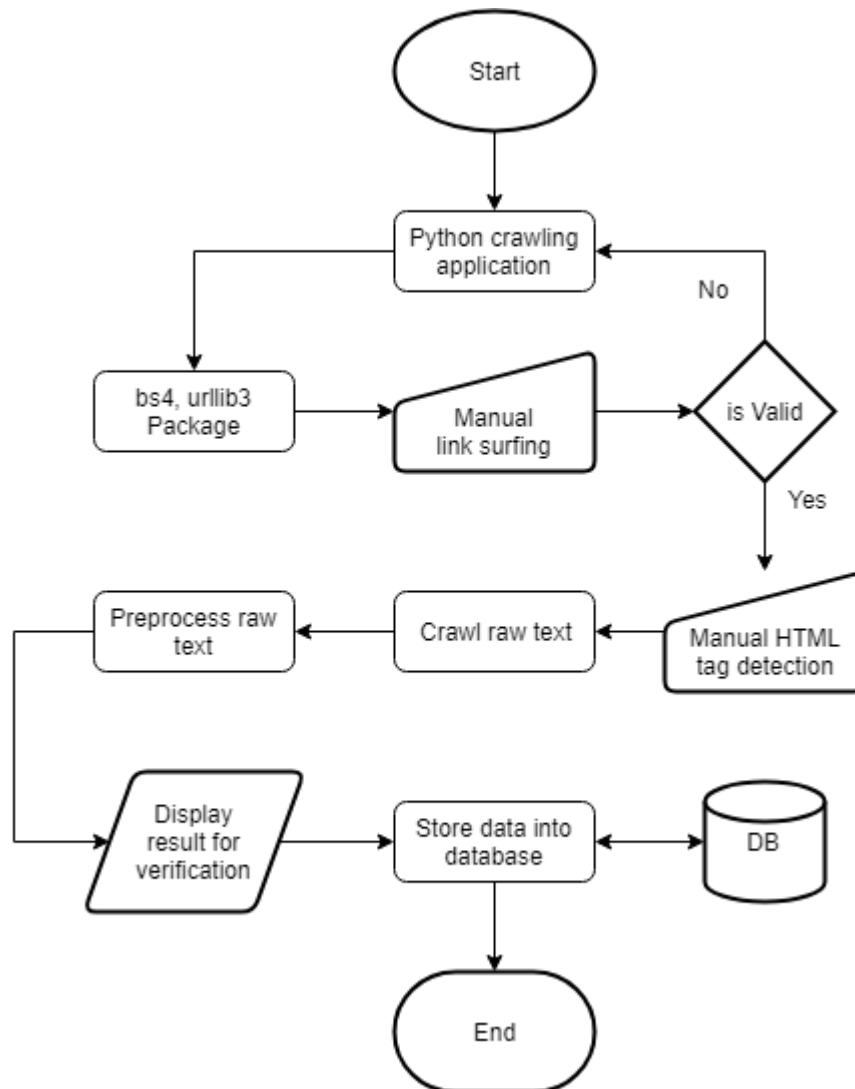 Start
Python crawling
application
No
bs4, urllib3
Package
Manual
link surfing
is Valid
Yes
Preprocess raw
text
Crawl raw text
Manual HTML
tag detection
Display
result for
verification
Store data into
database
DB
End